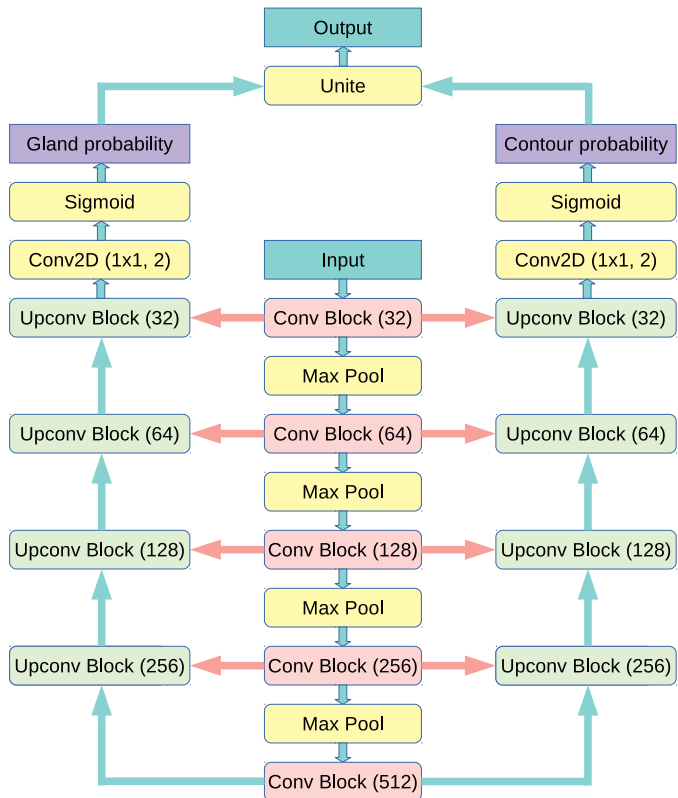 Output
Unite
Gland probability
Contour probability
Sigmoid
Sigmoid
Conv2D (1x1, 2)
Input
Conv2D (1x1, 2)
Upconv Block (32)
Conv Block (32)
Upconv Block (32)
Max Pool
Upconv Block (64)
Conv Block (64)
Upconv Block (64)
Max Pool
Upconv Block (128)
Conv Block (128)
Upconv Block (128)
Max Pool
Upconv Block (256)
Conv Block (256)
Upconv Block (256)
Max Pool
Conv Block (512)